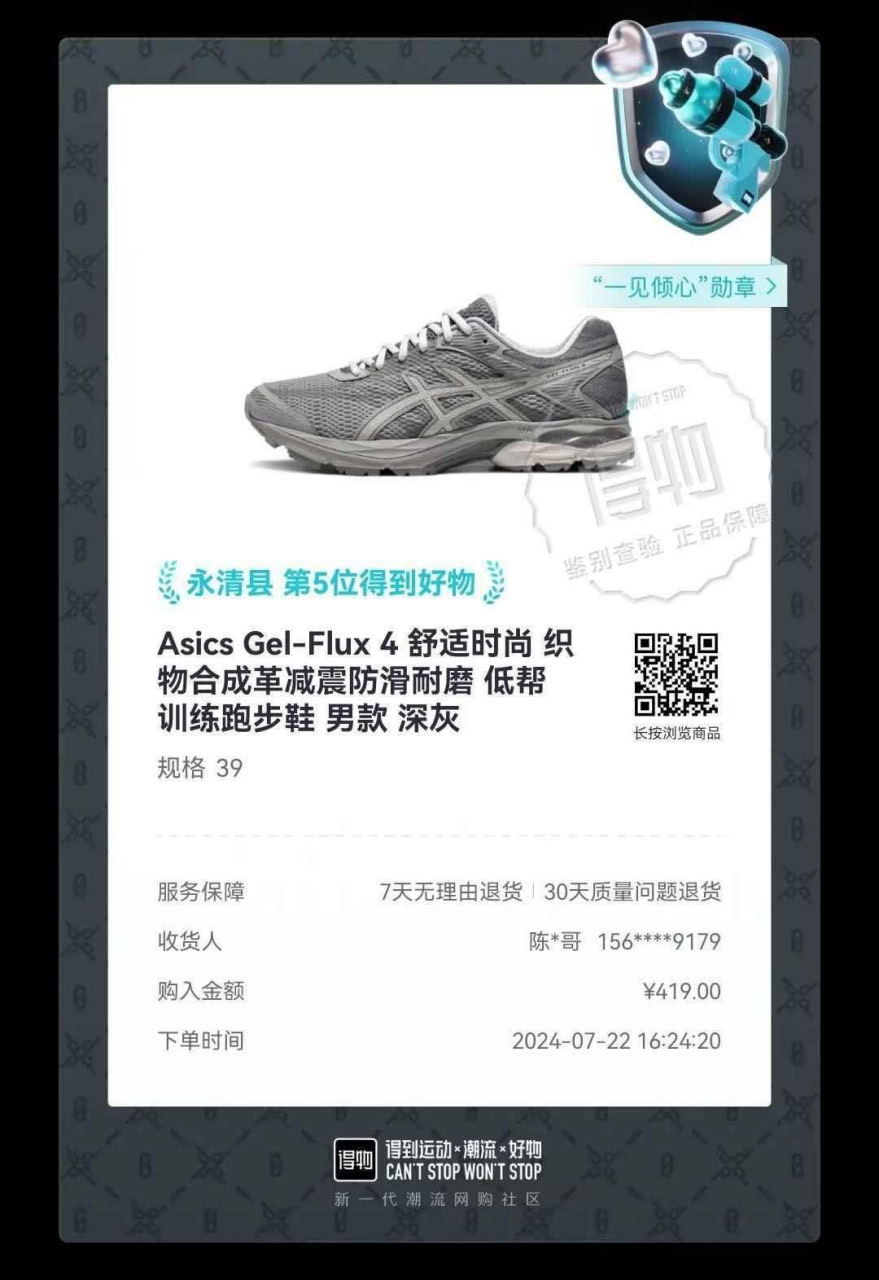 “一见倾心”勋章 >
GEL-FLUX 4
WON'T STOP
得物
鉴别查验 正品保障
永清县 第5位得到好物
Asics Gel-Flux 4 舒适时尚 织
物合成革减震防滑耐磨 低帮
训练跑步鞋 男款 深灰
长按浏览商品
规格 39
服务保障 7天无理由退货 | 30天质量问题退货
收货人 陈*哥 156****9179
购入金额 ¥419.00
下单时间 2024-07-22 16:24:20
得物 得到运动×潮流×好物
CAN'T STOP WON'T STOP
新一代潮流网购社区